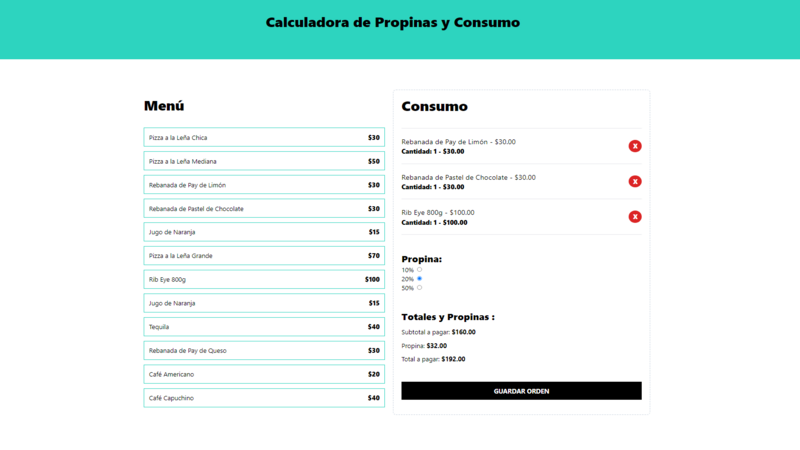 Calculadora de Propinas y Consumo
Menú
Pizza a la Leña Chica $30
Pizza a la Leña Mediana $50
Rebanada de Pay de Limón $30
Rebanada de Pastel de Chocolate $30
Jugo de Naranja $15
Pizza a la Leña Grande $70
Rib Eye 800g $100
Jugo de Naranja $15
Tequila $40
Rebanada de Pay de Queso $30
Café Americano $20
Café Capuchino $40
Consumo
Rebanada de Pay de Limón - $30.00
Cantidad: 1 - $30.00
X
Rebanada de Pastel de Chocolate - $30.00
Cantidad: 1 - $30.00
X
Rib Eye 800g - $100.00
Cantidad: 1 - $100.00
X
Propina:
10%
20%
50%
Totales y Propinas :
Subtotal a pagar: $160.00
Propina: $32.00
Total a pagar: $192.00
GUARDAR ORDEN